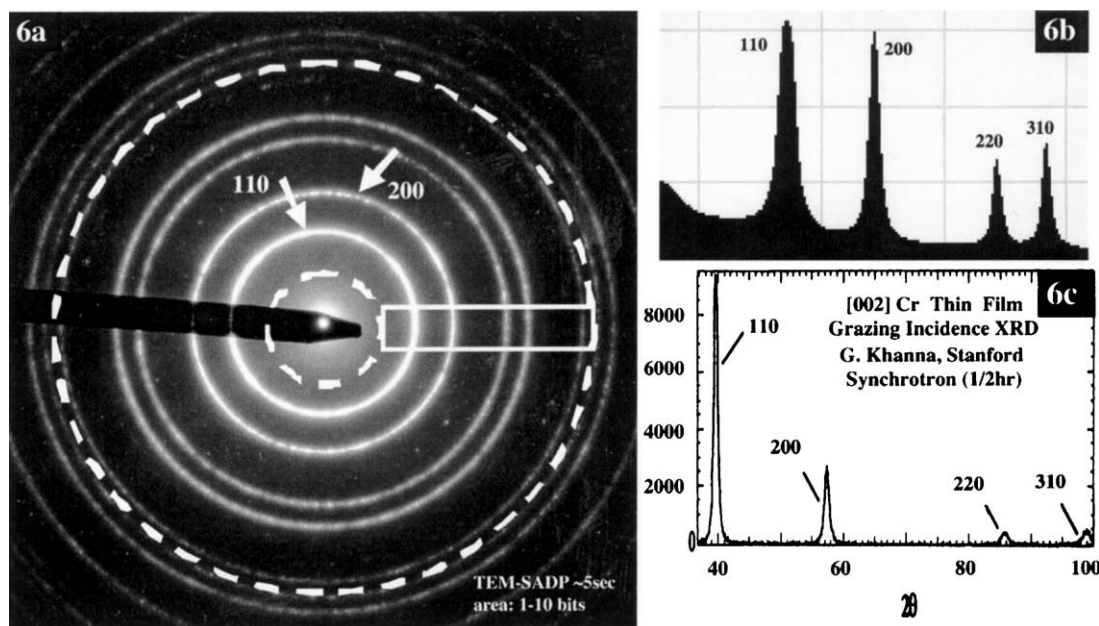 6a
110
200
TEM-SADP ~5sec
area: 1-10 bits
6b
110
200
220
310
6c
[002] Cr Thin Film
Grazing Incidence XRD
G. Khanna, Stanford
Synchrotron (1/2hr)
110
200
220
310
8000
6000
4000
2000
0
40
60
80
100
2θ